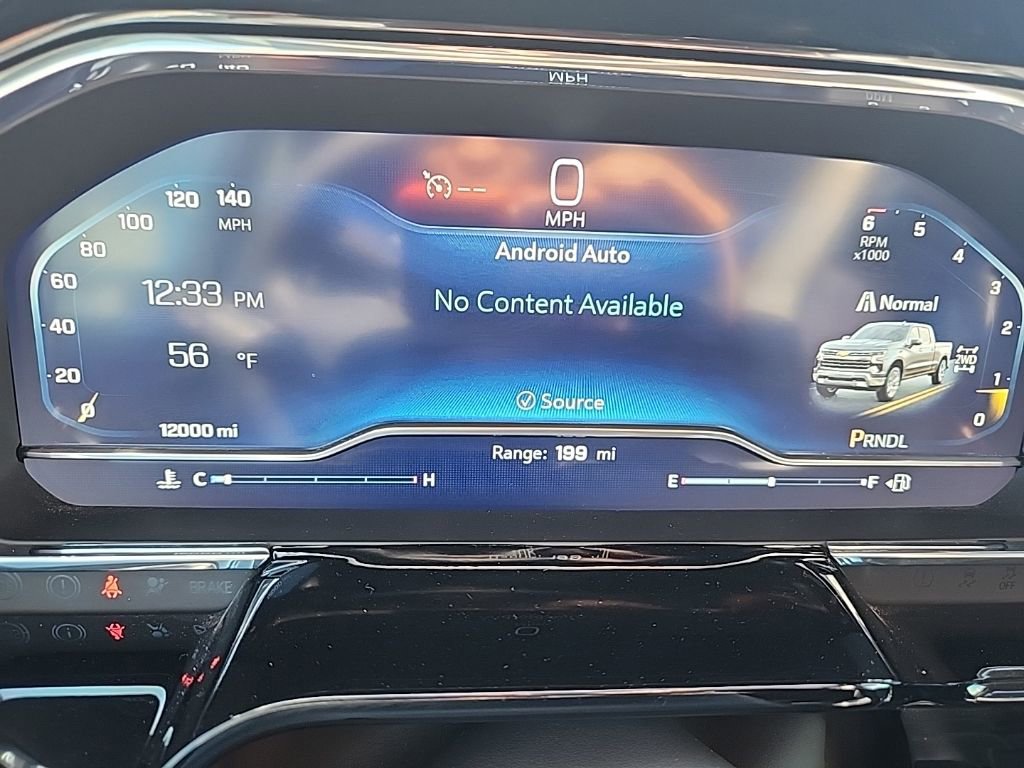 0
MPH
Android Auto
No Content Available
Source
140
120
100
80
60
40
20
0
MPH
12:33 PM
56 °F
12000 mi
6
5
4
3
2
1
0
RPM
x1000
Normal
2WD
PRNDL
Range: 199 mi
C H
E F
BRAKE
OFF